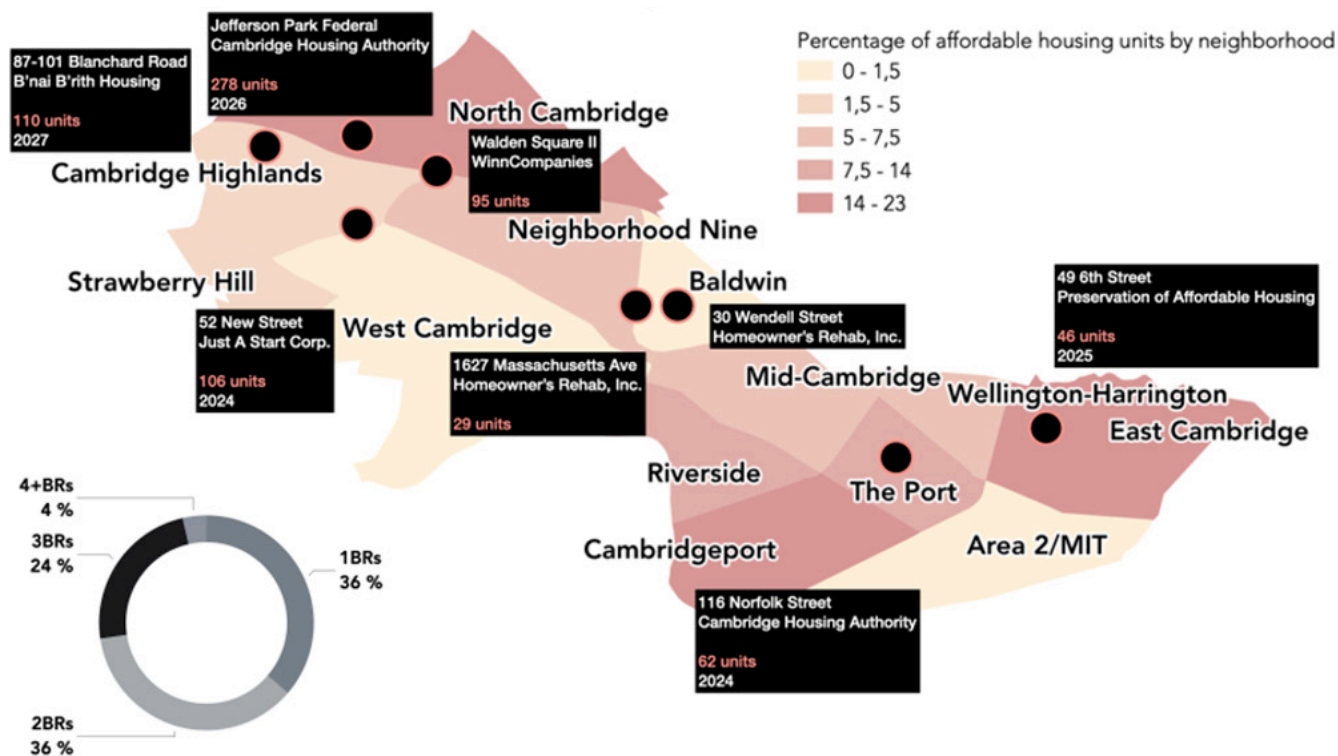 Jefferson Park Federal
Cambridge Housing Authority
278 units
2026
87-101 Blanchard Road
B'nai B'rith Housing
110 units
2027
Percentage of affordable housing units by neighborhood
0 - 1,5
1,5 - 5
5 - 7,5
7,5 - 14
14 - 23
North Cambridge
Walden Square II
WinnCompanies
95 units
Cambridge Highlands
Neighborhood Nine
Strawberry Hill
Baldwin
49 6th Street
Preservation of Affordable Housing
46 units
2025
52 New Street
Just A Start Corp.
106 units
2024
West Cambridge
30 Wendell Street
Homeowner's Rehab, Inc.
1627 Massachusetts Ave
Homeowner's Rehab, Inc.
29 units
Mid-Cambridge
Wellington-Harrington
East Cambridge
Riverside
The Port
Cambridgeport
Area 2/MIT
116 Norfolk Street
Cambridge Housing Authority
62 units
2024
4+BRs
4 %
3BRs
24 %
1BRs
36 %
2BRs
36 %